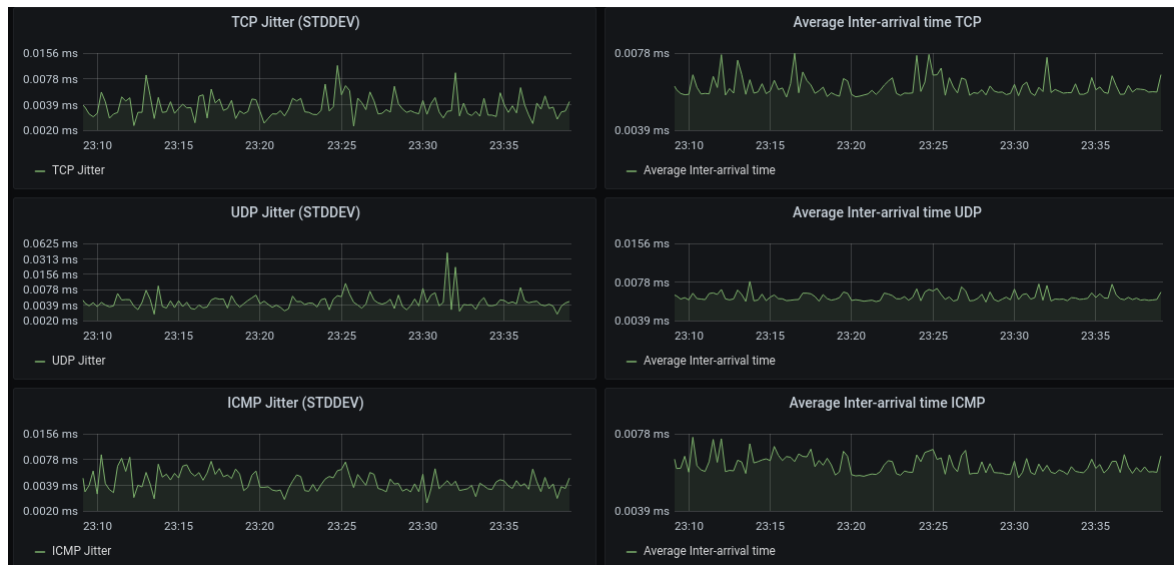 TCP Jitter (STDDEV)
0.0156 ms
0.0078 ms
0.0039 ms
0.0020 ms
23:10 23:15 23:20 23:25 23:30 23:35
TCP Jitter
Average Inter-arrival time TCP
0.0078 ms
0.0039 ms
23:10 23:15 23:20 23:25 23:30 23:35
Average Inter-arrival time
UDP Jitter (STDDEV)
0.0625 ms
0.0313 ms
0.0156 ms
0.0078 ms
0.0039 ms
0.0020 ms
23:10 23:15 23:20 23:25 23:30 23:35
UDP Jitter
Average Inter-arrival time UDP
0.0156 ms
0.0078 ms
0.0039 ms
23:10 23:15 23:20 23:25 23:30 23:35
Average Inter-arrival time
ICMP Jitter (STDDEV)
0.0156 ms
0.0078 ms
0.0039 ms
0.0020 ms
23:10 23:15 23:20 23:25 23:30 23:35
ICMP Jitter
Average Inter-arrival time ICMP
0.0078 ms
0.0039 ms
23:10 23:15 23:20 23:25 23:30 23:35
Average Inter-arrival time